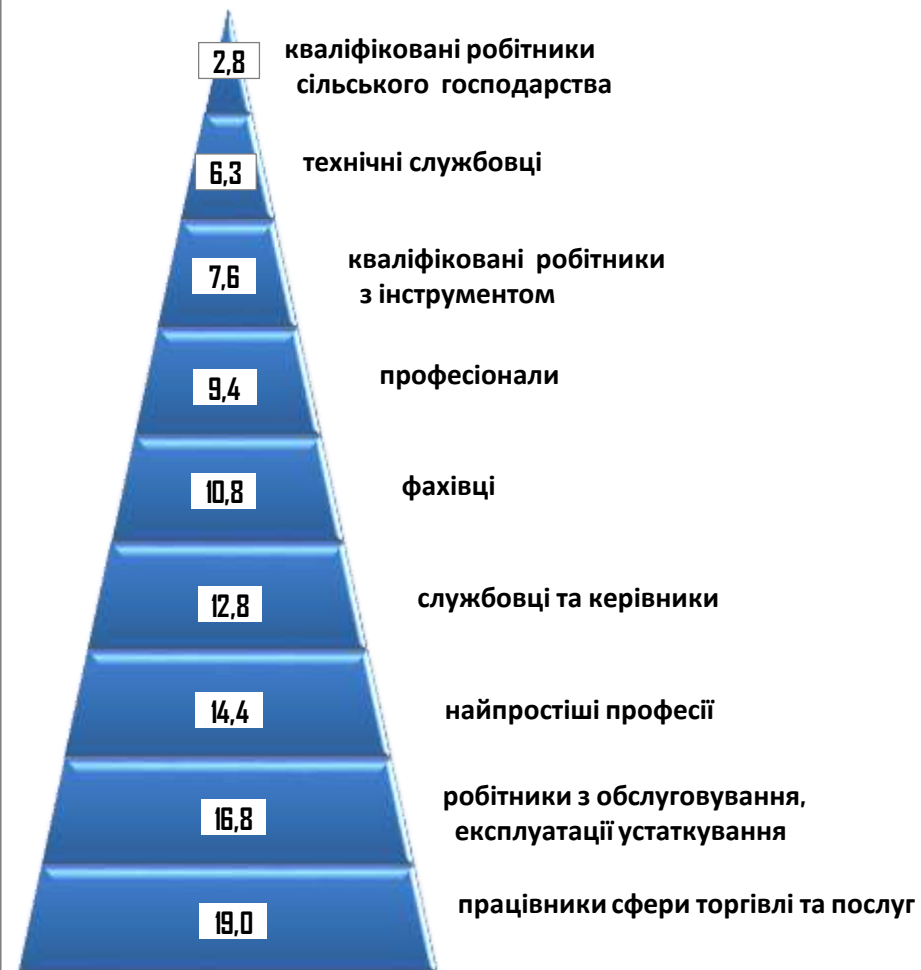 2,8
кваліфіковані робітники
сільського господарства
6,3
технічні службовці
7,6
кваліфіковані робітники
з інструментом
9,4
професіонали
10,8
фахівці
12,8
службовці та керівники
14,4
найпростіші професії
16,8
робітники з обслуговування,
експлуатації устаткування
19,0
працівники сфери торгівлі та послуг